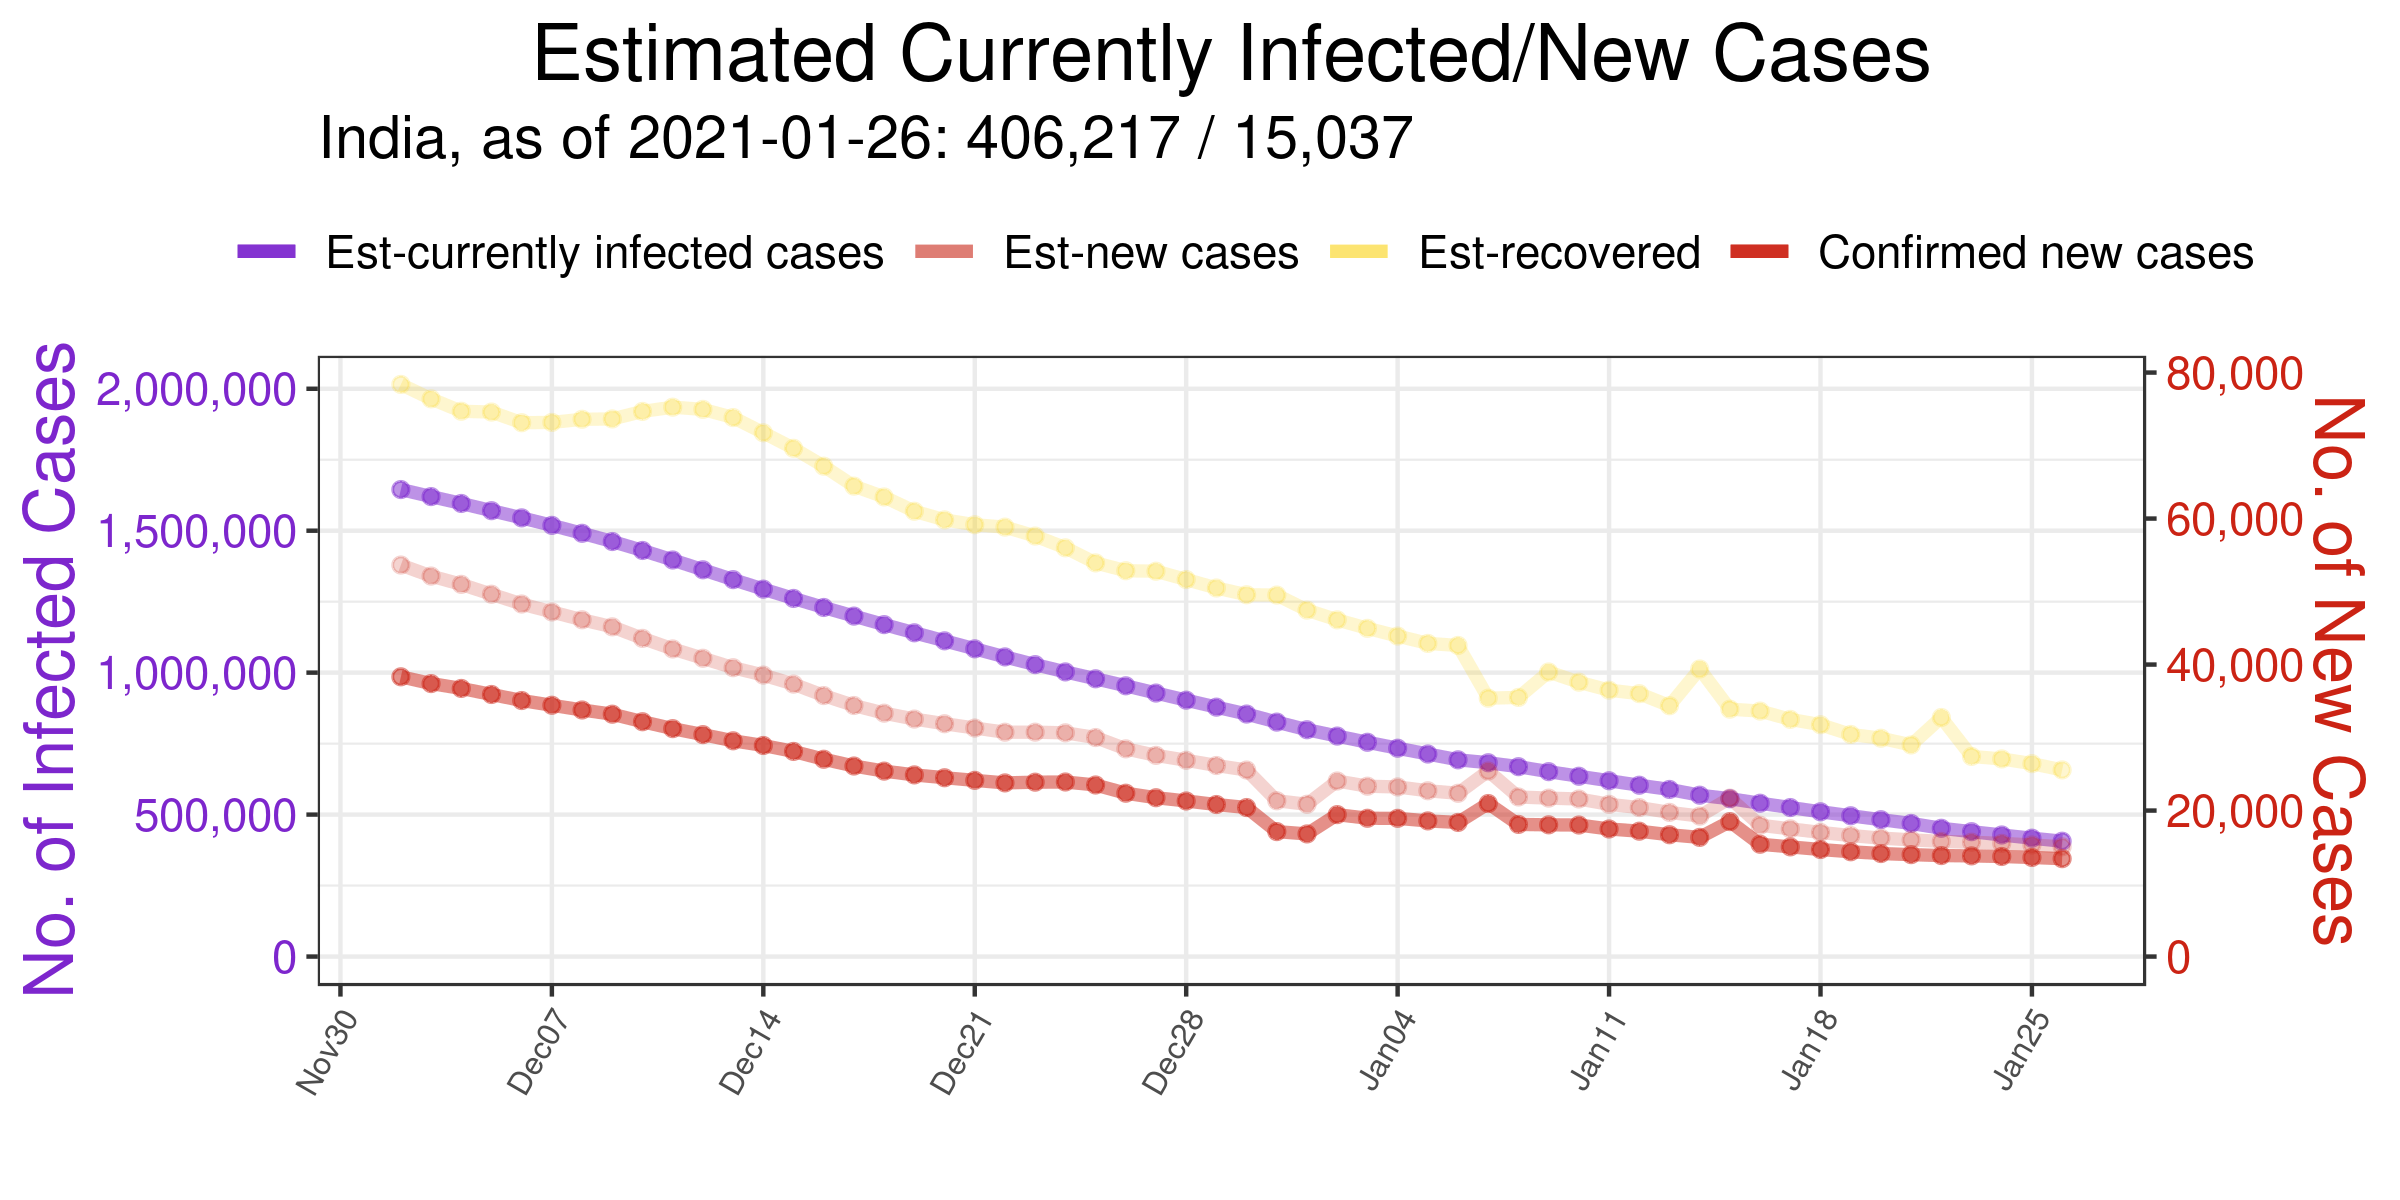 Estimated Currently Infected/New Cases
India, as of 2021-01-26: 406,217 / 15,037
Est-currently infected cases Est-new cases Est-recovered Confirmed new cases
No. of Infected Cases
2,000,000
1,500,000
1,000,000
500,000
0
80,000
60,000
40,000
20,000
0
No. of New Cases
Nov30 Dec07 Dec14 Dec21 Dec28 Jan04 Jan11 Jan18 Jan25